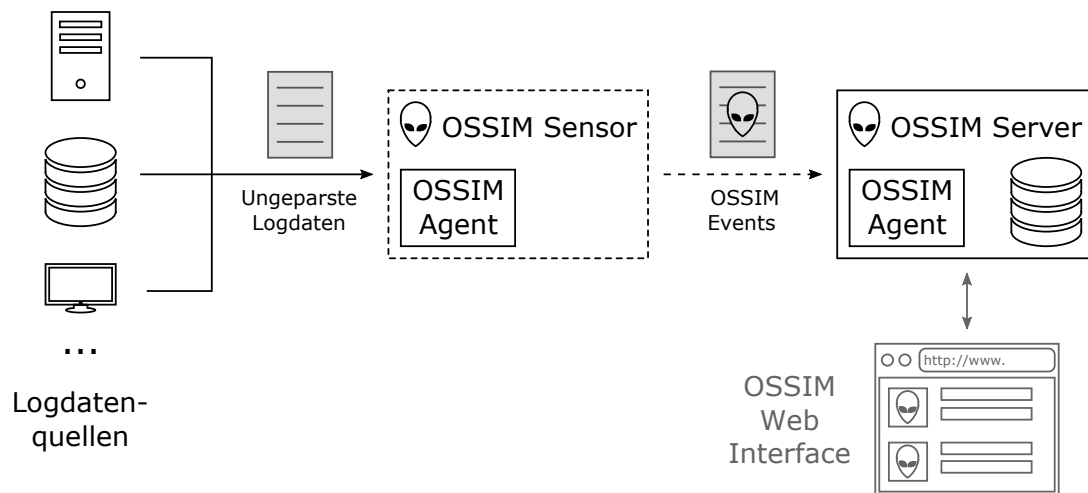 ...
Logdaten-
quellen
Ungeparste
Logdaten
OSSIM Sensor
OSSIM
Agent
OSSIM
Events
OSSIM Server
OSSIM
Agent
http://www.
OSSIM
Web
Interface